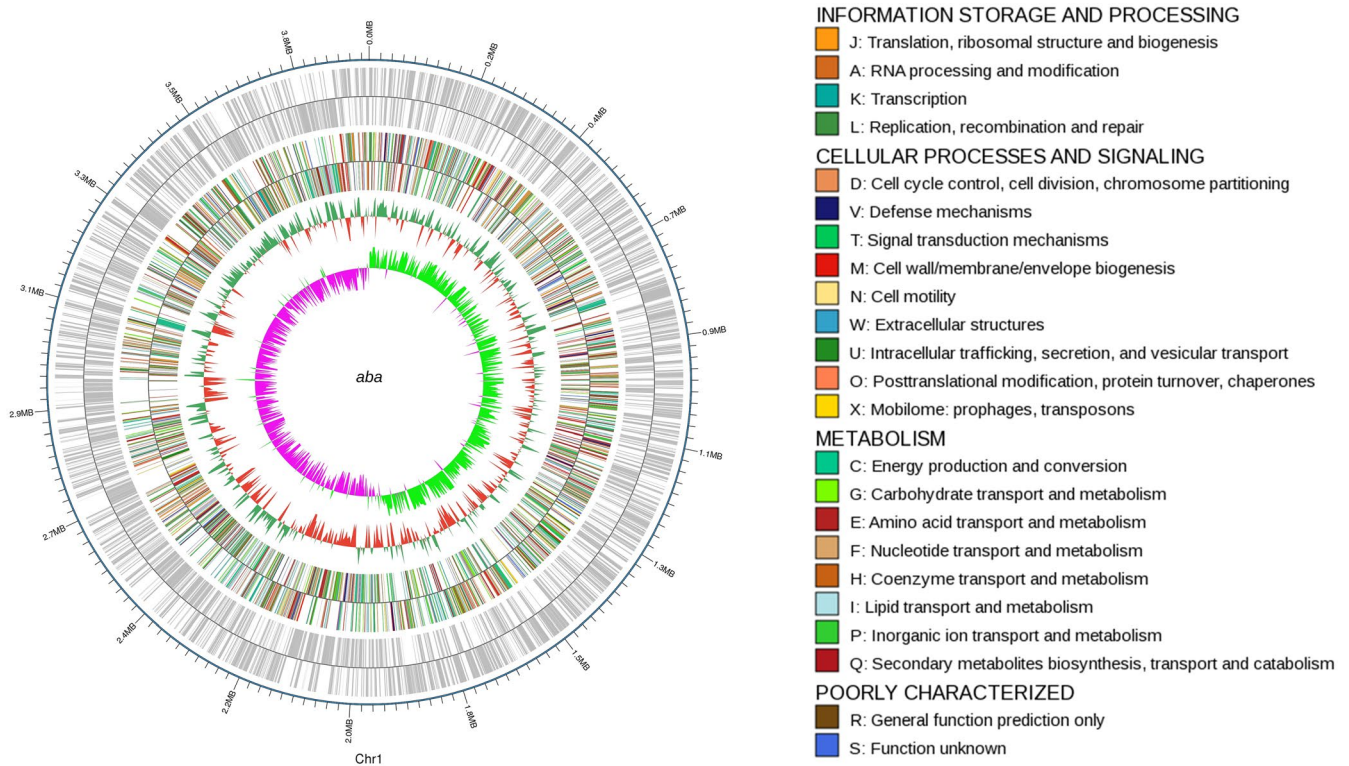 0.0MB
0.2MB
0.4MB
0.7MB
0.9MB
1.1MB
1.3MB
1.5MB
1.8MB
2.0MB
2.2MB
2.4MB
2.7MB
2.9MB
3.1MB
3.3MB
3.5MB
3.8MB
aba
Chr1
INFORMATION STORAGE AND PROCESSING
J: Translation, ribosomal structure and biogenesis
A: RNA processing and modification
K: Transcription
L: Replication, recombination and repair
CELLULAR PROCESSES AND SIGNALING
D: Cell cycle control, cell division, chromosome partitioning
V: Defense mechanisms
T: Signal transduction mechanisms
M: Cell wall/membrane/envelope biogenesis
N: Cell motility
W: Extracellular structures
U: Intracellular trafficking, secretion, and vesicular transport
O: Posttranslational modification, protein turnover, chaperones
X: Mobilome: prophages, transposons
METABOLISM
C: Energy production and conversion
G: Carbohydrate transport and metabolism
E: Amino acid transport and metabolism
F: Nucleotide transport and metabolism
H: Coenzyme transport and metabolism
I: Lipid transport and metabolism
P: Inorganic ion transport and metabolism
Q: Secondary metabolites biosynthesis, transport and catabolism
POORLY CHARACTERIZED
R: General function prediction only
S: Function unknown